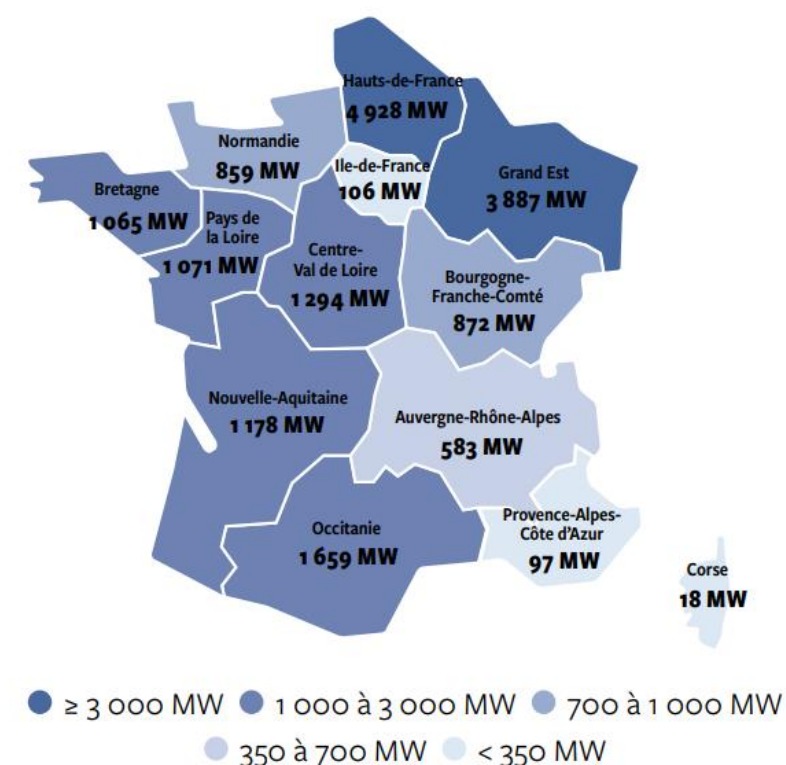 Hauts-de-France
4 928 MW
Normandie
859 MW
Ile-de-France
106 MW
Grand Est
3 887 MW
Bretagne
1 065 MW
Pays de
la Loire
1 071 MW
Centre-
Val de Loire
1 294 MW
Bourgogne-
Franche-Comté
872 MW
Nouvelle-Aquitaine
1 178 MW
Auvergne-Rhône-Alpes
583 MW
Occitanie
1 659 MW
Provence-Alpes-
Côte d'Azur
97 MW
Corse
18 MW
≥ 3 000 MW 1 000 à 3 000 MW 700 à 1 000 MW
350 à 700 MW < 350 MW